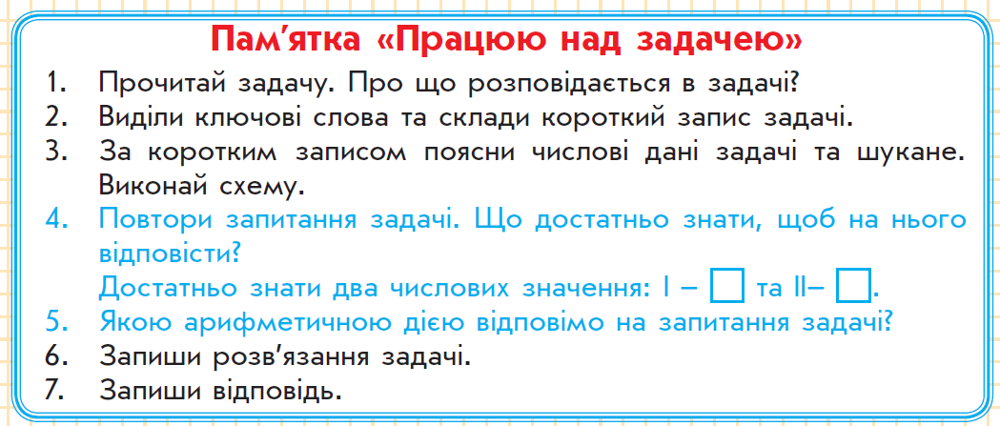 Пам’ятка «Працюю над задачею»
1. Прочитай задачу. Про що розповідається в задачі?
2. Виділи ключові слова та склади короткий запис задачі.
3. За коротким записом поясни числові дані задачі та шукане.
Виконай схему.
4. Повтори запитання задачі. Що достатньо знати, щоб на нього
відповісти?
Достатньо знати два числових значення: І – □ та ІІ– □.
5. Якою арифметичною дією відповімо на запитання задачі?
6. Запиши розв’язання задачі.
7. Запиши відповідь.